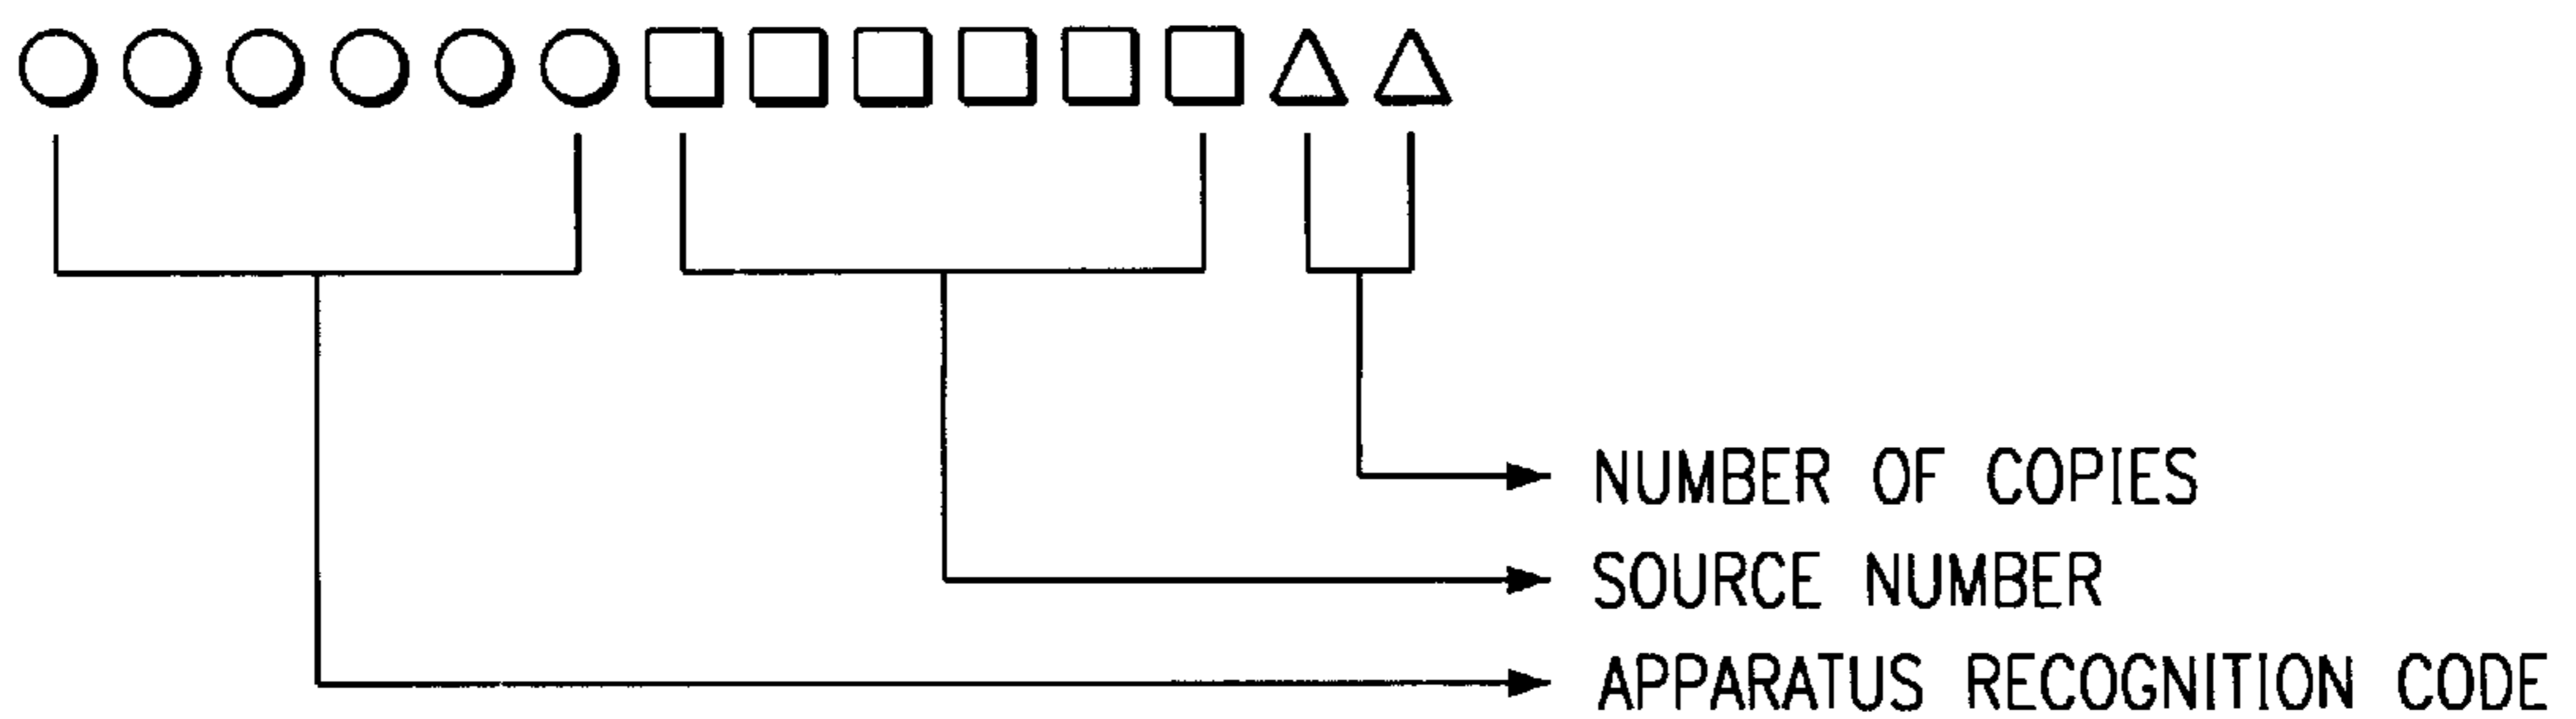 ○○○○○○□□□□□□△△
NUMBER OF COPIES
SOURCE NUMBER
APPARATUS RECOGNITION CODE